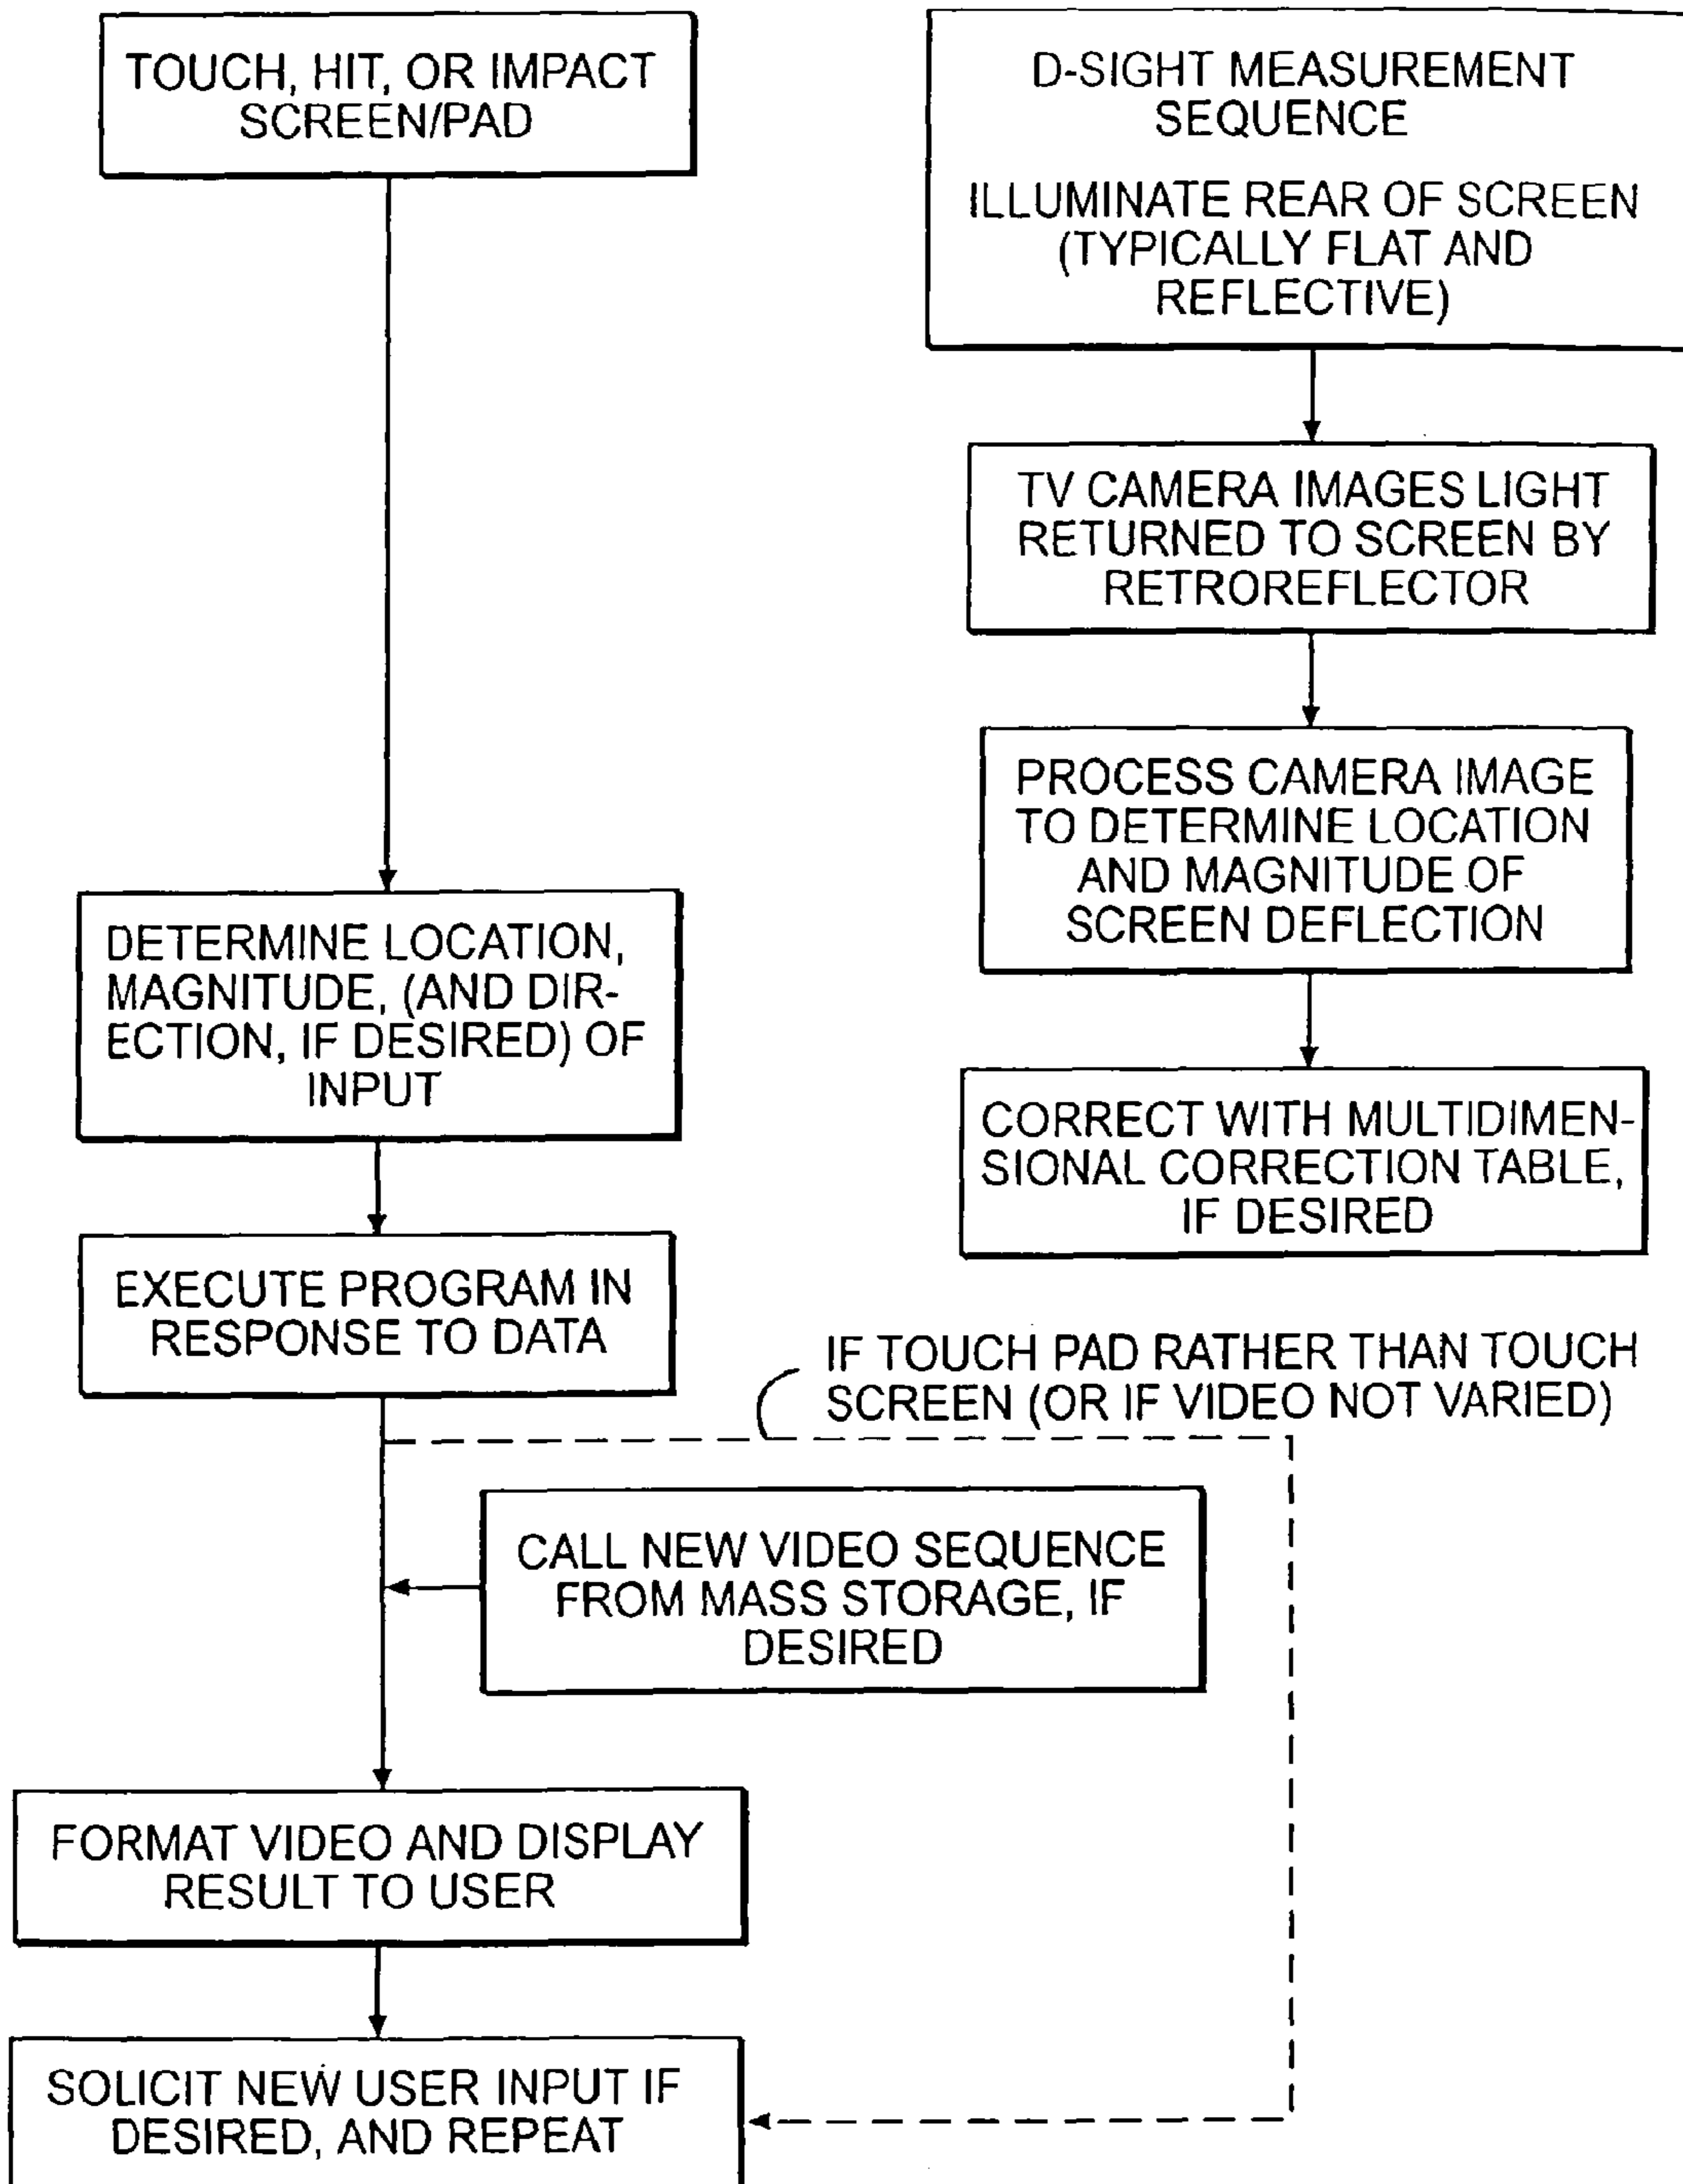 TOUCH, HIT, OR IMPACT
SCREEN/PAD
DETERMINE LOCATION,
MAGNITUDE, (AND DIR-
ECTION, IF DESIRED) OF
INPUT
EXECUTE PROGRAM IN
RESPONSE TO DATA
IF TOUCH PAD RATHER THAN TOUCH
SCREEN (OR IF VIDEO NOT VARIED)
CALL NEW VIDEO SEQUENCE
FROM MASS STORAGE, IF
DESIRED
FORMAT VIDEO AND DISPLAY
RESULT TO USER
SOLICIT NEW USER INPUT IF
DESIRED, AND REPEAT
D-SIGHT MEASUREMENT
SEQUENCE
ILLUMINATE REAR OF SCREEN
(TYPICALLY FLAT AND
REFLECTIVE)
TV CAMERA IMAGES LIGHT
RETURNED TO SCREEN BY
RETROREFLECTOR
PROCESS CAMERA IMAGE
TO DETERMINE LOCATION
AND MAGNITUDE OF
SCREEN DEFLECTION
CORRECT WITH MULTIDIMEN-
SIONAL CORRECTION TABLE,
IF DESIRED